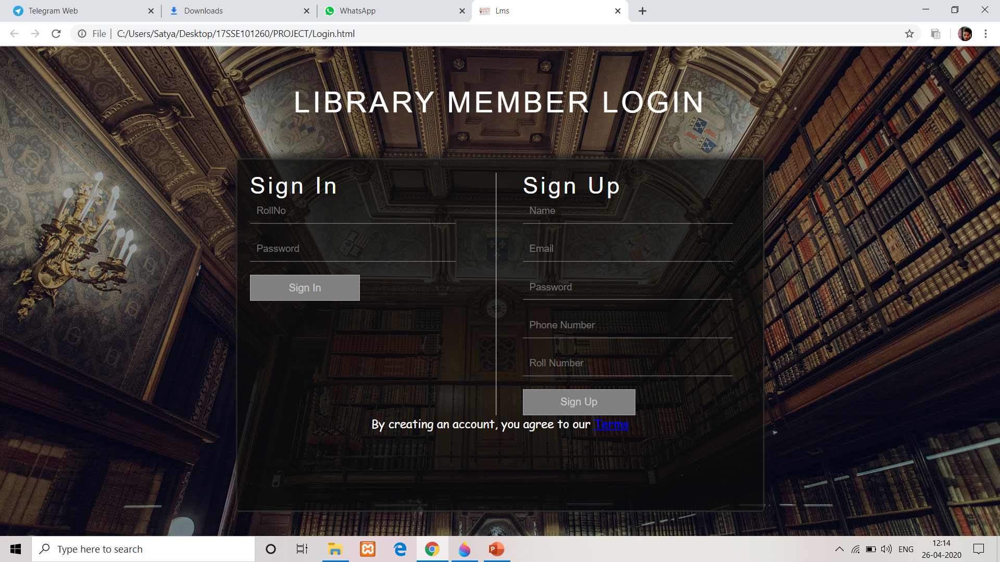 Telegram Web
Downloads
WhatsApp
Lms
File
C:/Users/Satya/Desktop/17SSE101260/PROJECT/Login.html
LIBRARY MEMBER LOGIN
Sign In
RollNo
Password
Sign In
Sign Up
Name
Email
Password
Phone Number
Roll Number
Sign Up
By creating an account, you agree to our Terms
Type here to search
ENG
12:14
26-04-2020